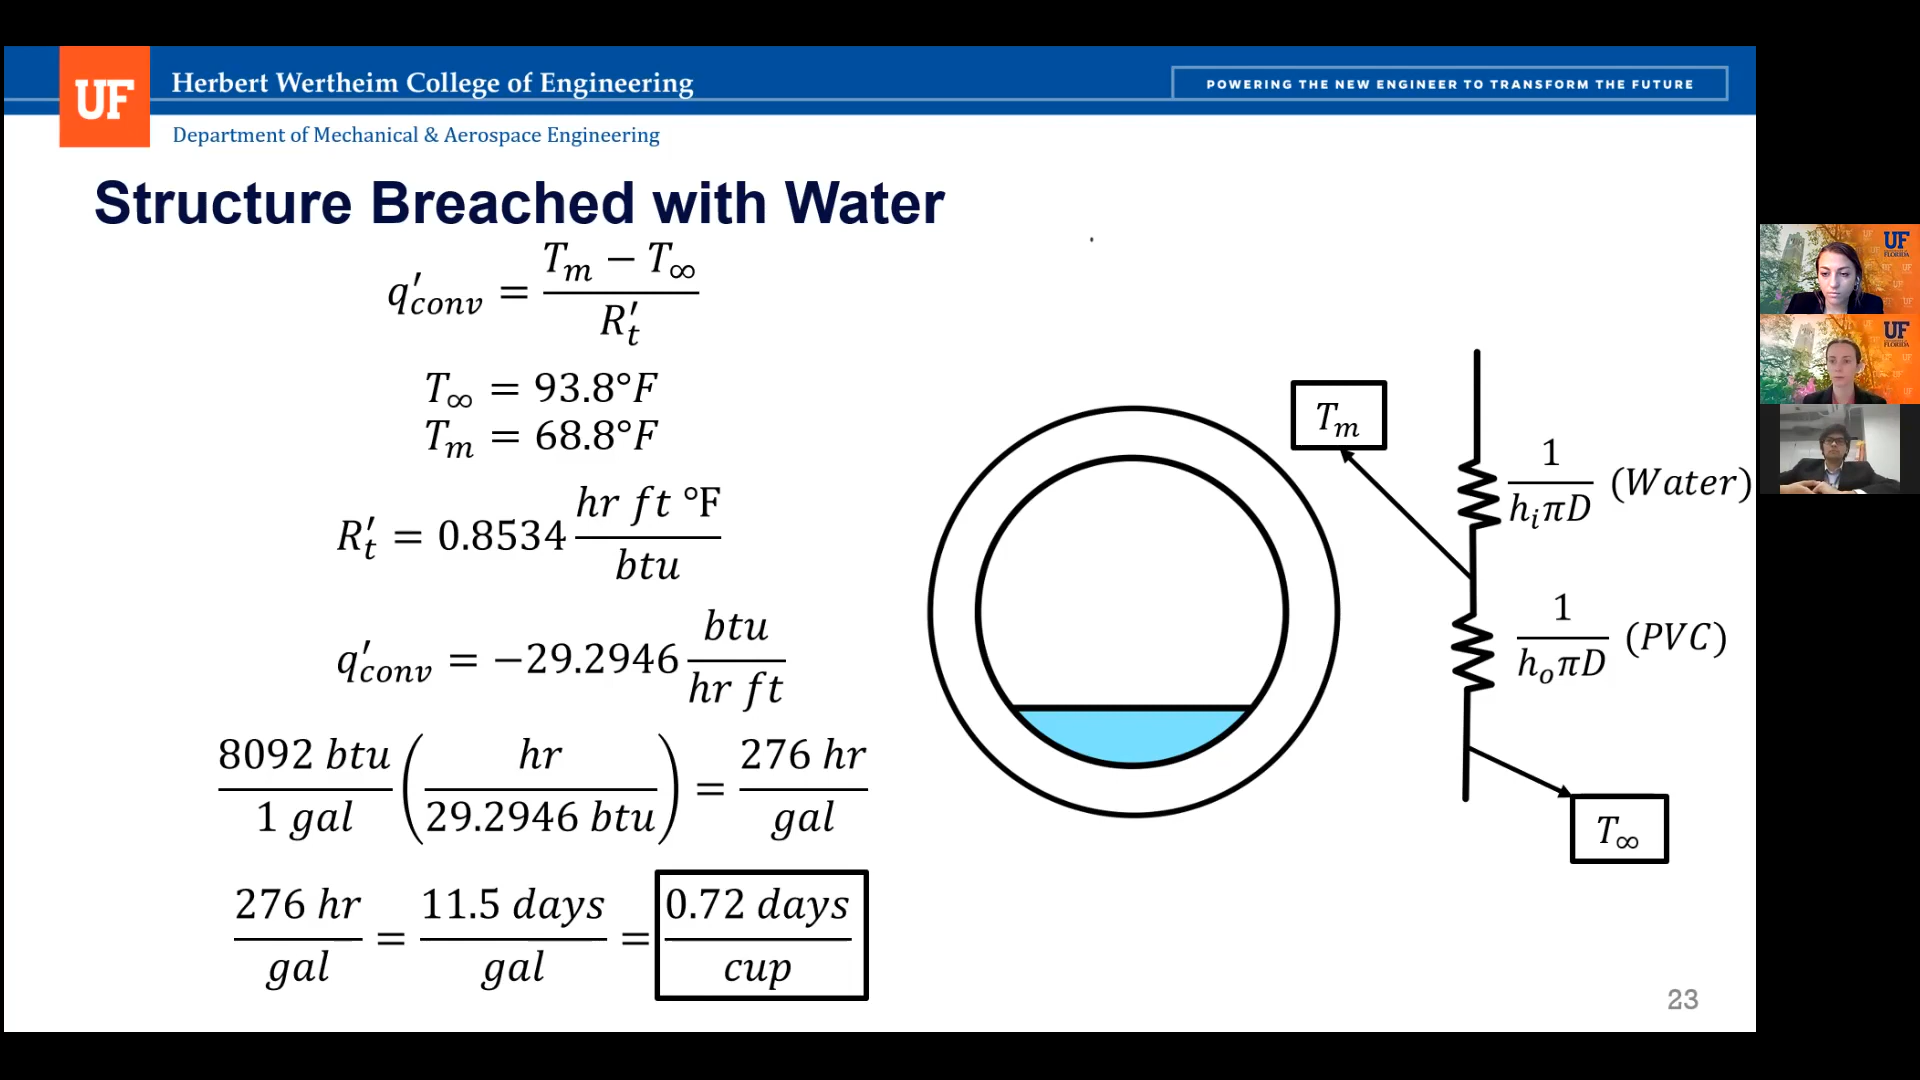 UF
Herbert Wertheim College of Engineering
POWERING THE NEW ENGINEER TO TRANSFORM THE FUTURE
Department of Mechanical & Aerospace Engineering
Structure Breached with Water
q′conv = (Tm − T∞) / R′t
T∞ = 93.8°F
Tm = 68.8°F
R′t = 0.8534 hr ft °F / btu
q′conv = −29.2946 btu / hr ft
8092 btu / 1 gal (hr / 29.2946 btu) = 276 hr / gal
276 hr / gal = 11.5 days / gal = 0.72 days / cup
Tm
1 / hiπD (Water)
1 / hoπD (PVC)
T∞
23
UF
FLORIDA
UF
FLORIDA